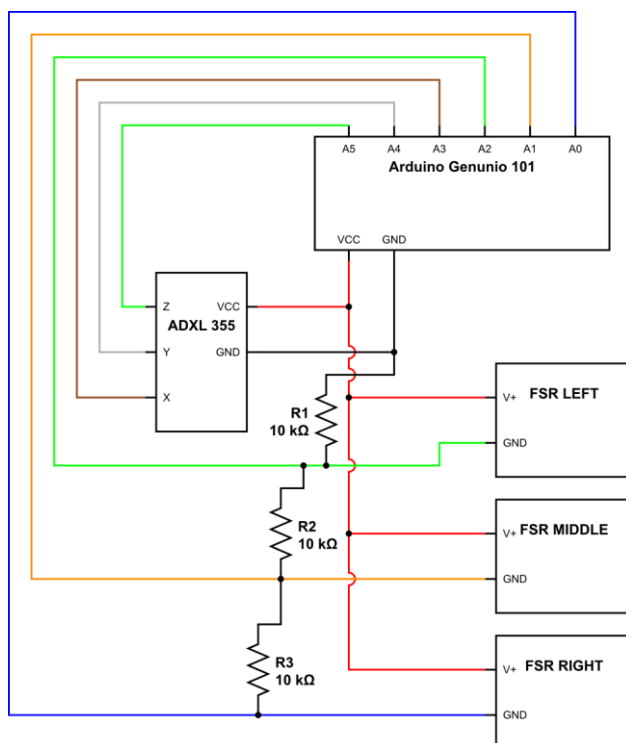 A5 A4 A3 A2 A1 A0
Arduino Genunio 101
VCC GND
Z VCC
ADXL 355
Y GND
X
R1
10 kΩ
V+ FSR LEFT
GND
R2
10 kΩ
V+ FSR MIDDLE
GND
R3
10 kΩ
V+ FSR RIGHT
GND